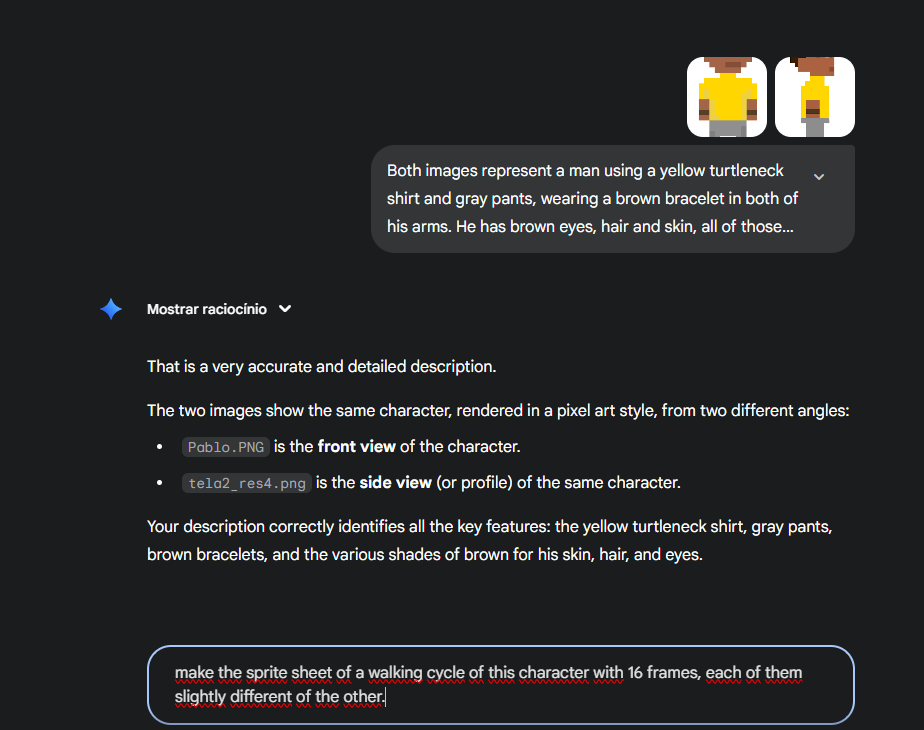 Both images represent a man using a yellow turtleneck
shirt and gray pants, wearing a brown bracelet in both of
his arms. He has brown eyes, hair and skin, all of those...
Mostrar raciocínio
That is a very accurate and detailed description.
The two images show the same character, rendered in a pixel art style, from two different angles:
• Pablo.PNG is the front view of the character.
• tela2_res4.png is the side view (or profile) of the same character.
Your description correctly identifies all the key features: the yellow turtleneck shirt, gray pants,
brown bracelets, and the various shades of brown for his skin, hair, and eyes.
make the sprite sheet of a walking cycle of this character with 16 frames, each of them
slightly different of the other.